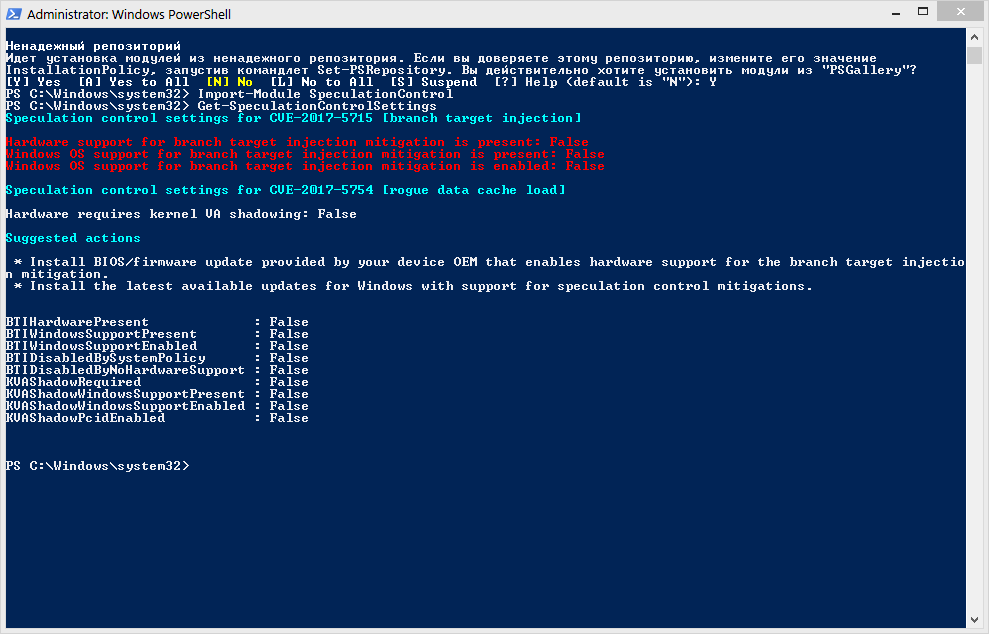 Administrator: Windows PowerShell
Ненадежный репозиторий
Идет установка модулей из ненадежного репозитория. Если вы доверяете этому репозиторию, измените его значение
InstallationPolicy, запустив командлет Set-PSRepository. Вы действительно хотите установить модули из "PSGallery"?
[Y] Yes  [A] Yes to All  [N] No  [L] No to All  [S] Suspend  [?] Help (default is "N"): Y
PS C:\Windows\system32> Import-Module SpeculationControl
PS C:\Windows\system32> Get-SpeculationControlSettings
Speculation control settings for CVE-2017-5715 [branch target injection]
Hardware support for branch target injection mitigation is present: False
Windows OS support for branch target injection mitigation is present: False
Windows OS support for branch target injection mitigation is enabled: False
Speculation control settings for CVE-2017-5754 [rogue data cache load]
Hardware requires kernel VA shadowing: False
Suggested actions
* Install BIOS/firmware update provided by your device OEM that enables hardware support for the branch target injectio
n mitigation.
* Install the latest available updates for Windows with support for speculation control mitigations.
BTIHardwarePresent : False
BTIWindowsSupportPresent : False
BTIWindowsSupportEnabled : False
BTIDisabledBySystemPolicy : False
BTIDisabledByNoHardwareSupport : False
KVAShadowRequired : False
KVAShadowWindowsSupportPresent : False
KVAShadowWindowsSupportEnabled : False
KVAShadowPcidEnabled : False
PS C:\Windows\system32>